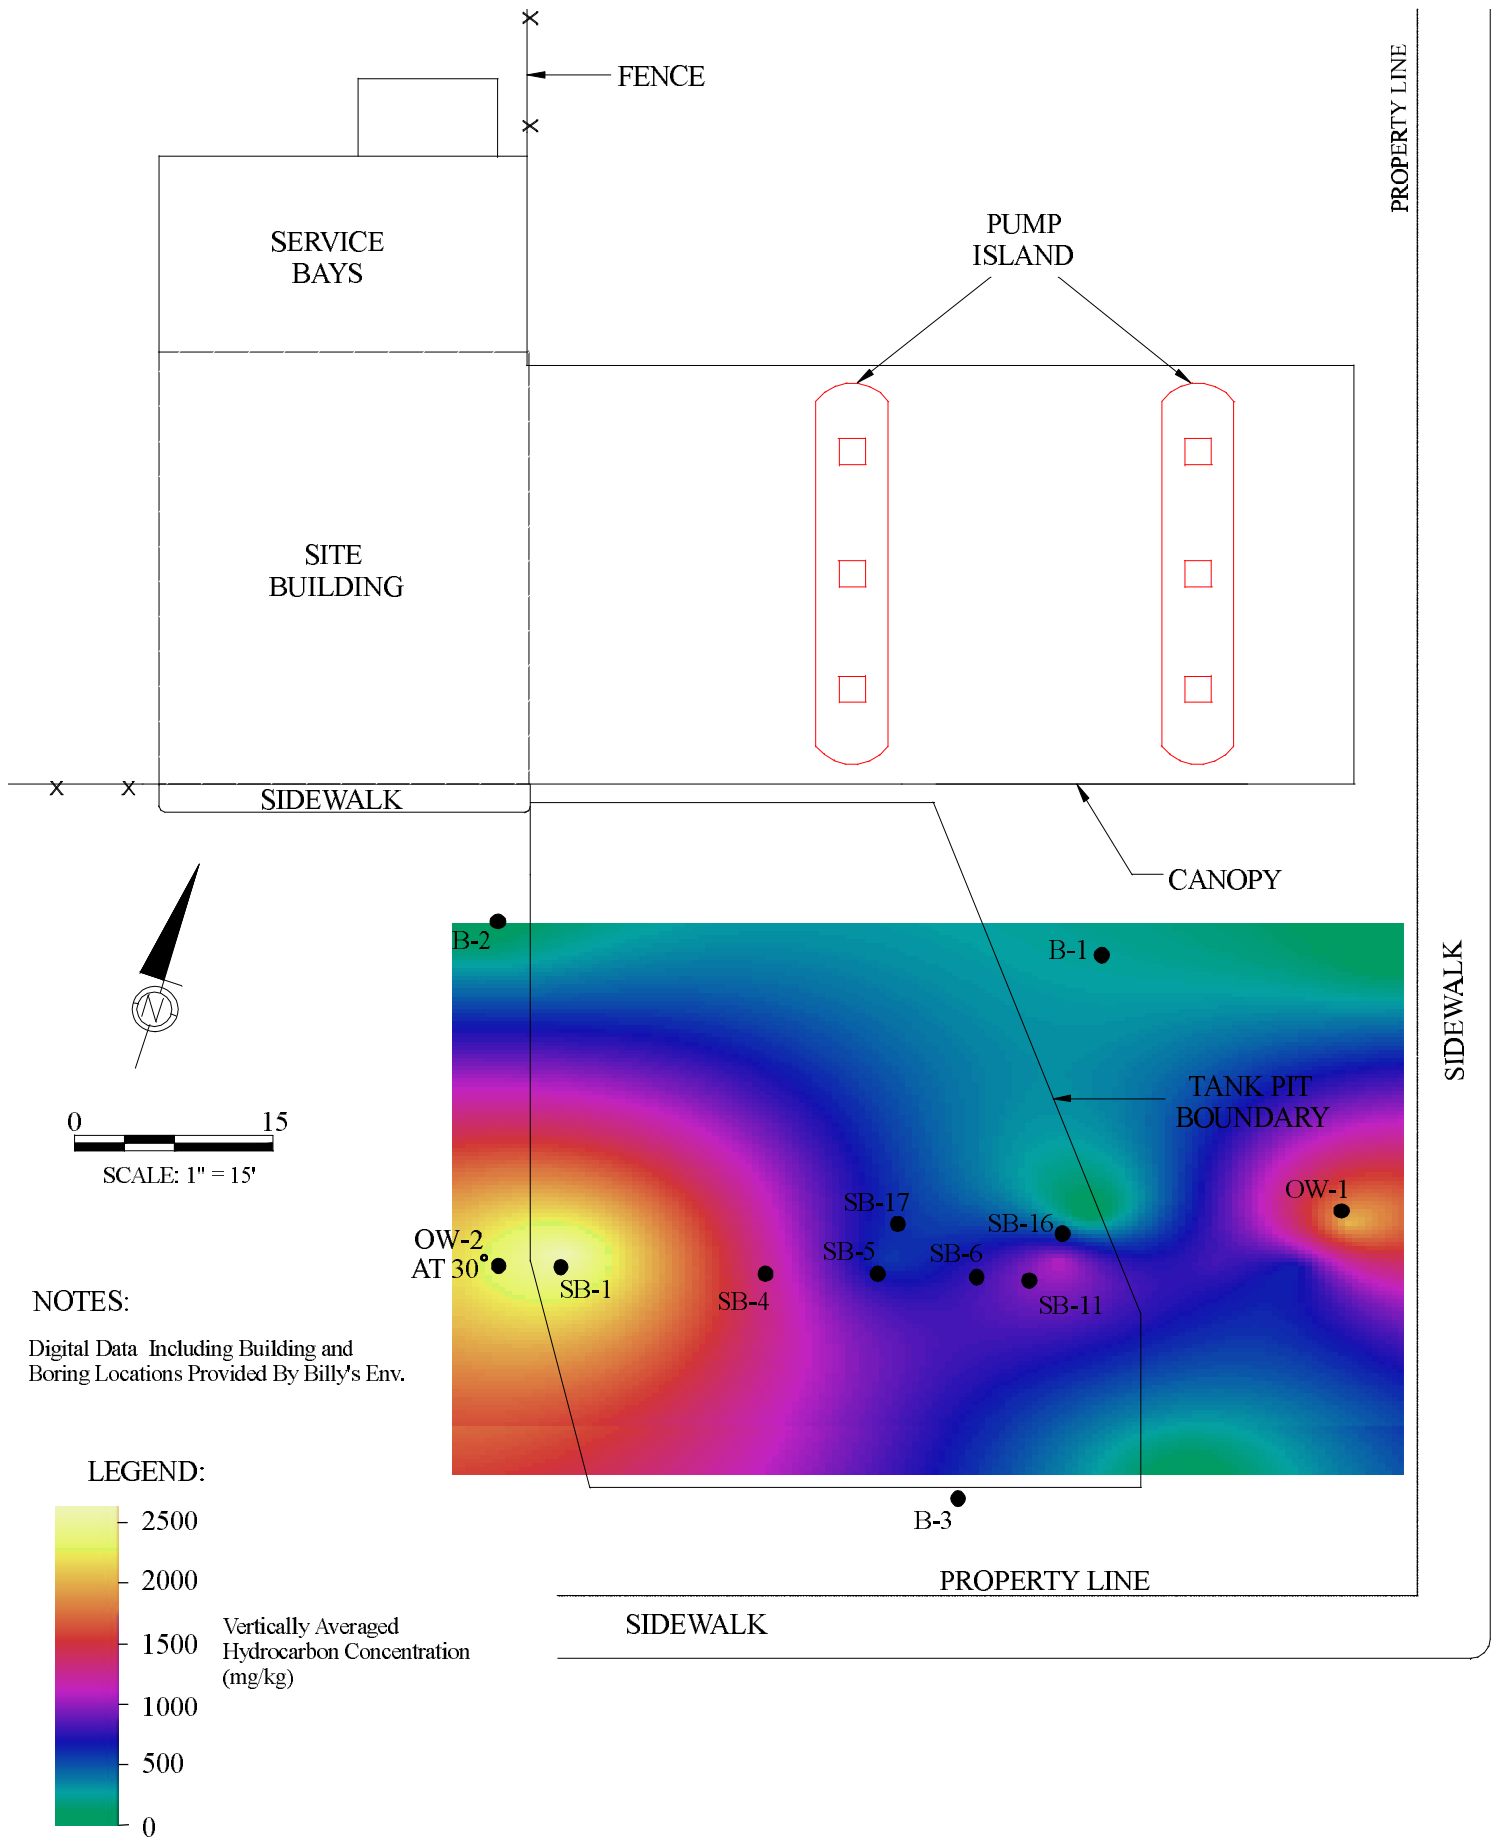 FENCE
PROPERTY LINE
SERVICE
BAYS
PUMP
ISLAND
SITE
BUILDING
X
X
SIDEWALK
CANOPY
B-2
B-1
N
SIDEWALK
TANK PIT
BOUNDARY
0 15
SCALE: 1" = 15'
OW-1
SB-17
SB-16
OW-2
AT 30°
SB-5
SB-6
SB-1
SB-4
SB-11
NOTES:
Digital Data Including Building and
Boring Locations Provided By Billy's Env.
LEGEND:
2500
2000
1500
1000
500
0
Vertically Averaged
Hydrocarbon Concentration
(mg/kg)
B-3
PROPERTY LINE
SIDEWALK